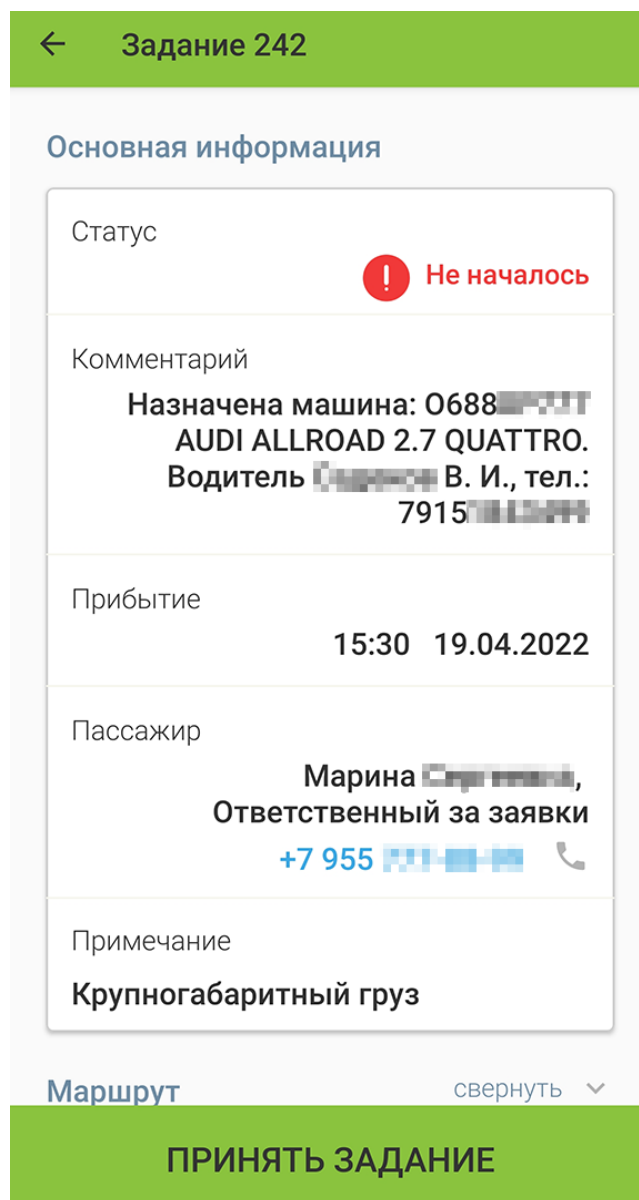 Задание 242
Основная информация
Статус
Не началось
Комментарий
Назначена машина: О688
AUDI ALLROAD 2.7 QUATTRO.
Водитель В. И., тел.:
7915
Прибытие
15:30 19.04.2022
Пассажир
Марина ,
Ответственный за заявки
+7 955
Примечание
Крупногабаритный груз
Маршрут свернуть
ПРИНЯТЬ ЗАДАНИЕ